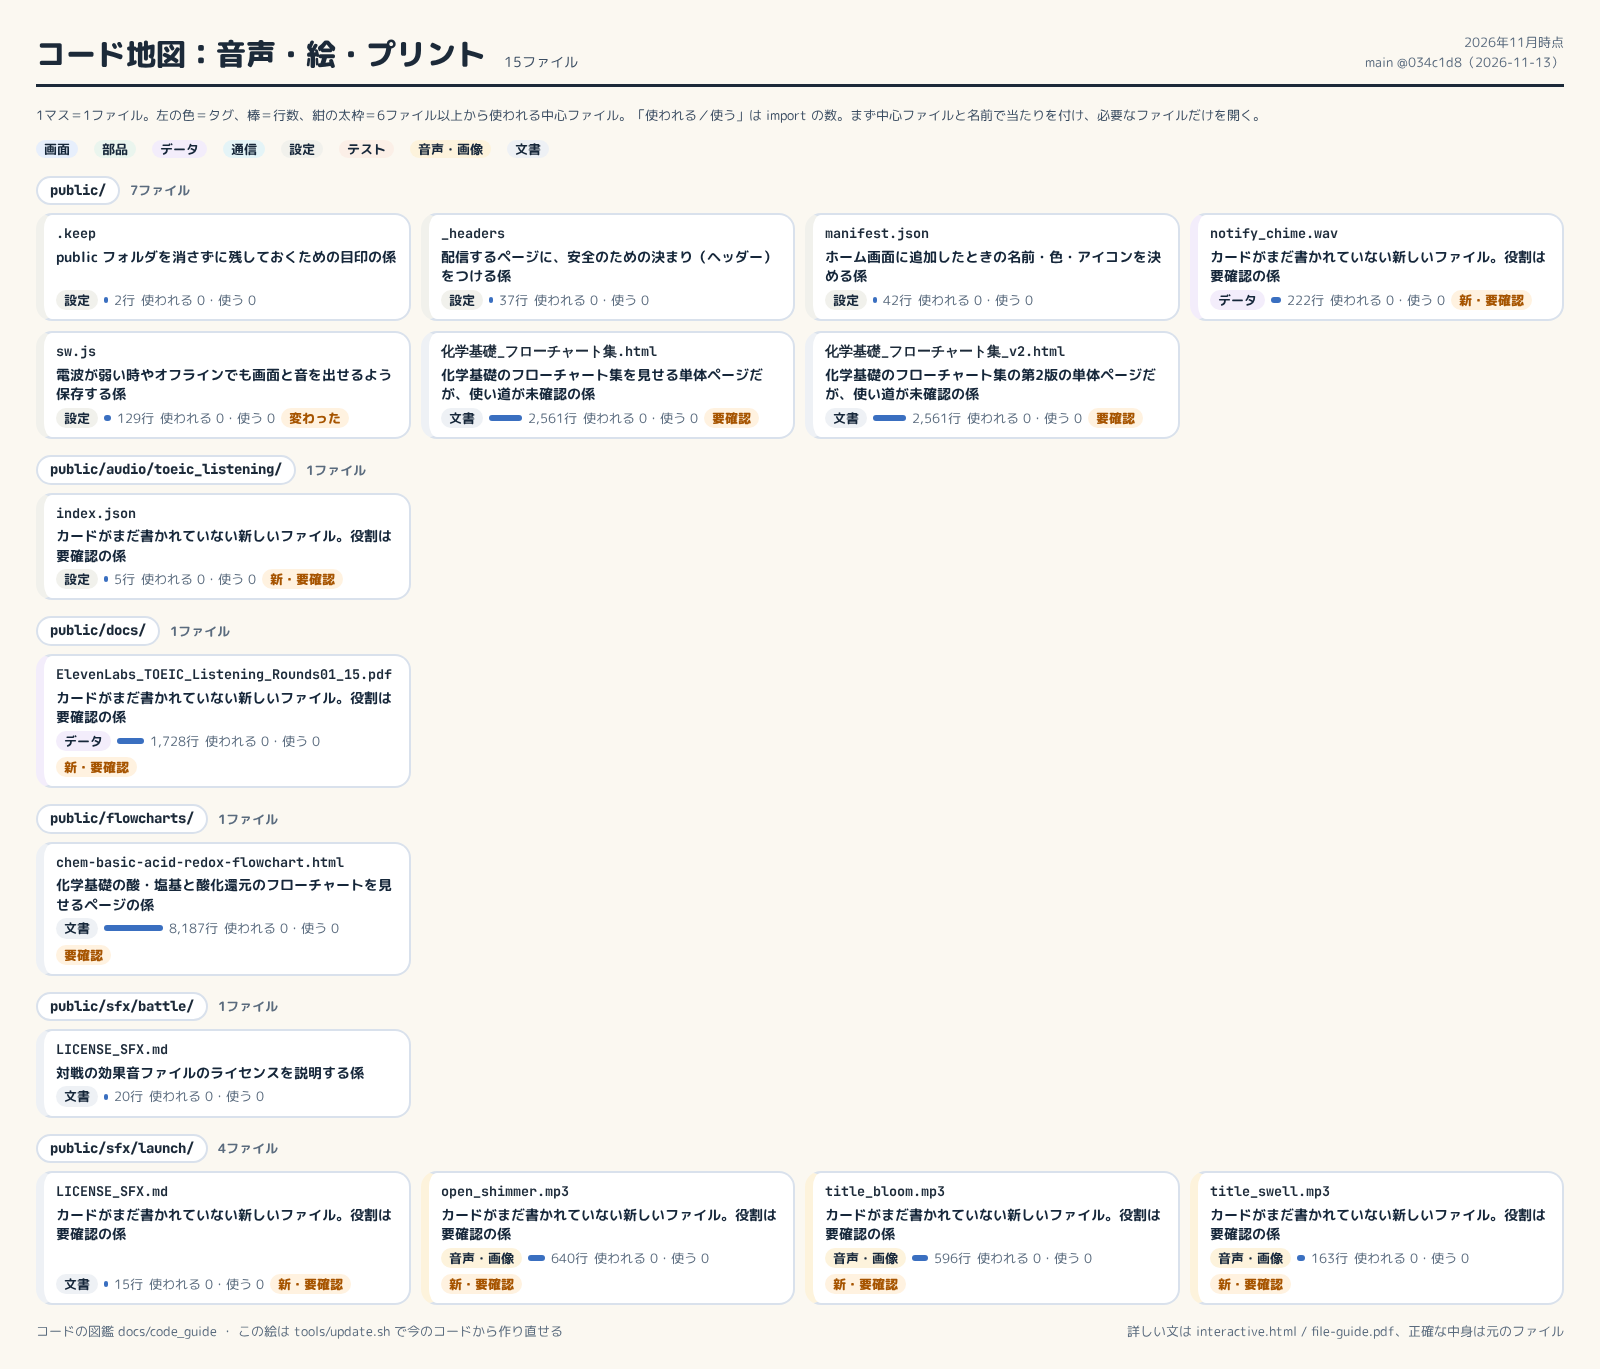 コード地図：音声・絵・プリント 15ファイル
2026年11月時点
main @034c1d8（2026-11-13）
1マス＝1ファイル。左の色＝タグ、棒＝行数、紺の太枠＝6ファイル以上から使われる中心ファイル。「使われる／使う」は import の数。まず中心ファイルと名前で当たりを付け、必要なファイルだけを開く。
画面 部品 データ 通信 設定 テスト 音声・画像 文書
public/ 7ファイル
.keep
public フォルダを消さずに残しておくための目印の係
設定 2行 使われる 0 · 使う 0
_headers
配信するページに、安全のための決まり（ヘッダー）
をつける係
設定 37行 使われる 0 · 使う 0
manifest.json
ホーム画面に追加したときの名前・色・アイコンを決
める係
設定 42行 使われる 0 · 使う 0
notify_chime.wav
カードがまだ書かれていない新しいファイル。役割は
要確認の係
データ 222行 使われる 0 · 使う 0 新・要確認
sw.js
電波が弱い時やオフラインでも画面と音を出せるよう
保存する係
設定 129行 使われる 0 · 使う 0 変わった
化学基礎_フローチャート集.html
化学基礎のフローチャート集を見せる単体ページだ
が、使い道が未確認の係
文書 2,561行 使われる 0 · 使う 0 要確認
化学基礎_フローチャート集_v2.html
化学基礎のフローチャート集の第2版の単体ページだ
が、使い道が未確認の係
文書 2,561行 使われる 0 · 使う 0 要確認
public/audio/toeic_listening/ 1ファイル
index.json
カードがまだ書かれていない新しいファイル。役割は
要確認の係
設定 5行 使われる 0 · 使う 0 新・要確認
public/docs/ 1ファイル
ElevenLabs_TOEIC_Listening_Rounds01_15.pdf
カードがまだ書かれていない新しいファイル。役割は
要確認の係
データ 1,728行 使われる 0 · 使う 0
新・要確認
public/flowcharts/ 1ファイル
chem-basic-acid-redox-flowchart.html
化学基礎の酸・塩基と酸化還元のフローチャートを見
せるページの係
文書 8,187行 使われる 0 · 使う 0
要確認
public/sfx/battle/ 1ファイル
LICENSE_SFX.md
対戦の効果音ファイルのライセンスを説明する係
文書 20行 使われる 0 · 使う 0
public/sfx/launch/ 4ファイル
LICENSE_SFX.md
カードがまだ書かれていない新しいファイル。役割は
要確認の係
文書 15行 使われる 0 · 使う 0 新・要確認
open_shimmer.mp3
カードがまだ書かれていない新しいファイル。役割は
要確認の係
音声・画像 640行 使われる 0 · 使う 0
新・要確認
title_bloom.mp3
カードがまだ書かれていない新しいファイル。役割は
要確認の係
音声・画像 596行 使われる 0 · 使う 0
新・要確認
title_swell.mp3
カードがまだ書かれていない新しいファイル。役割は
要確認の係
音声・画像 163行 使われる 0 · 使う 0
新・要確認
コードの図鑑 docs/code_guide · この絵は tools/update.sh で今のコードから作り直せる
詳しい文は interactive.html / file-guide.pdf、正確な中身は元のファイル